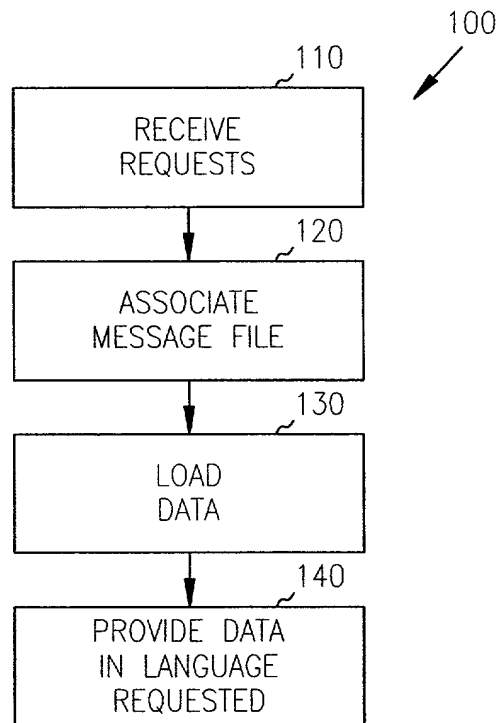 100
110
RECEIVE
REQUESTS
120
ASSOCIATE
MESSAGE FILE
130
LOAD
DATA
140
PROVIDE DATA
IN LANGUAGE
REQUESTED